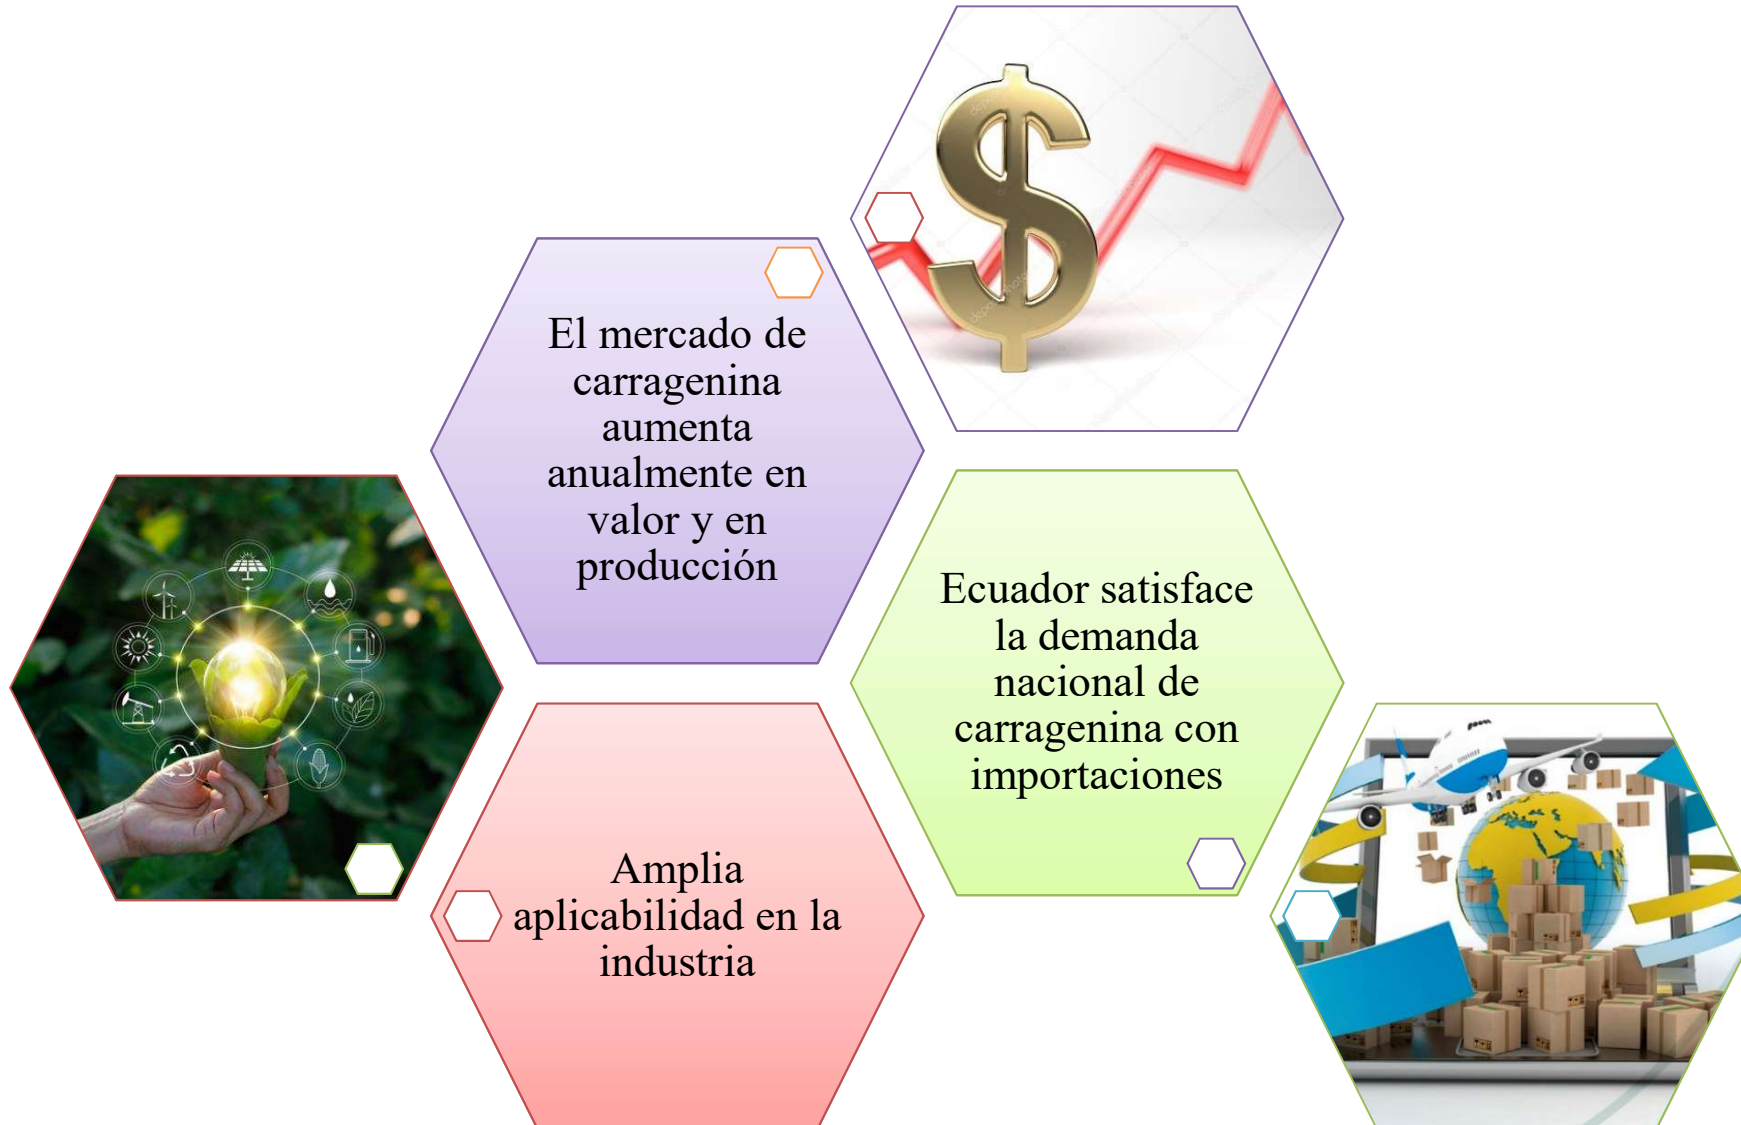 El mercado de
carragenina
aumenta
anualmente en
valor y en
producción
Ecuador satisface
la demanda
nacional de
carragenina con
importaciones
Amplia
aplicabilidad en la
industria